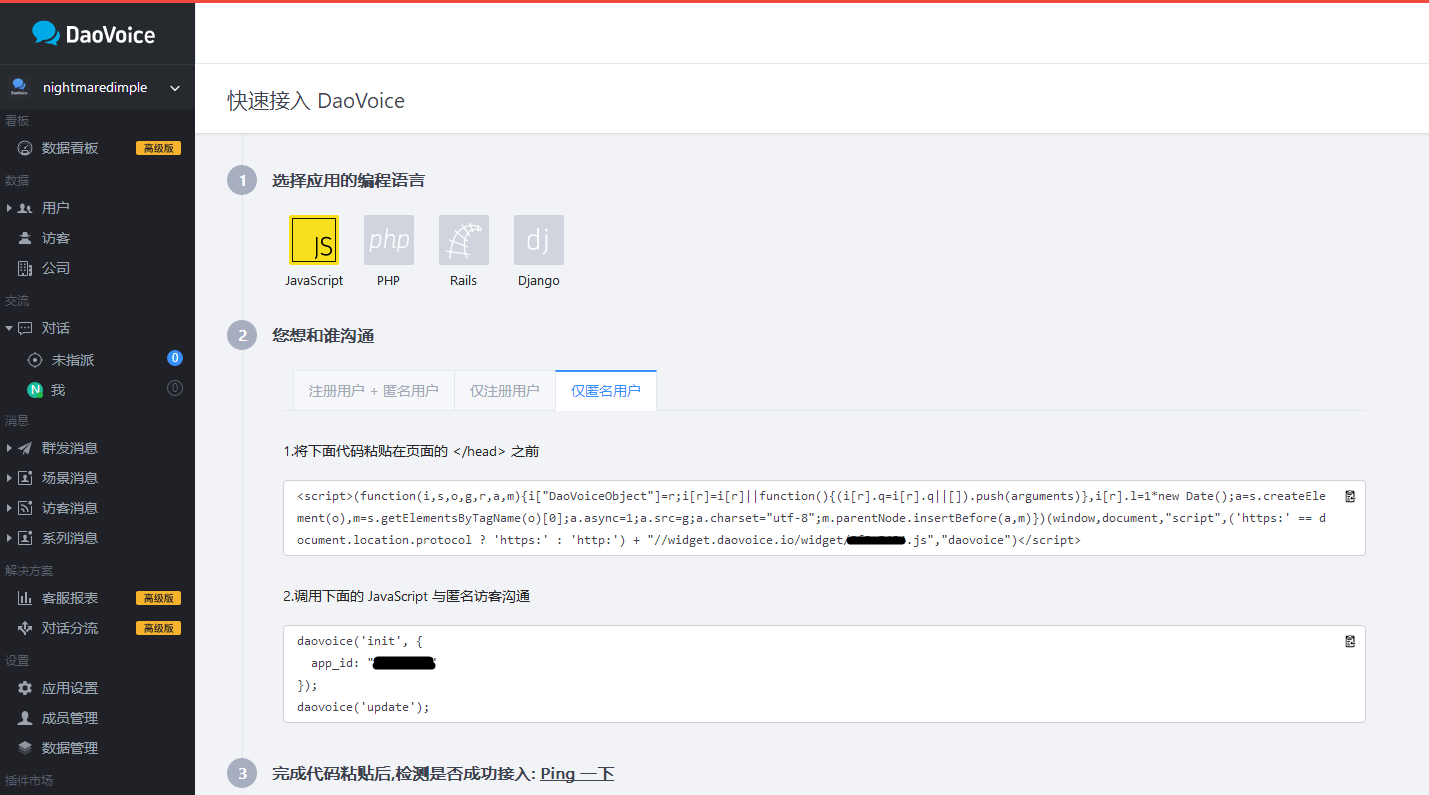 DaoVoice
nightmaredimple
看板
数据看板 高级版
数据
用户
访客
公司
交流
对话
未指派 0
N 我 0
消息
群发消息
场景消息
访客消息
系列消息
解决方案
客服报表 高级版
对话分流 高级版
设置
应用设置
成员管理
数据管理
插件市场
快速接入 DaoVoice
1 选择应用的编程语言
JS php dj
JavaScript PHP Rails Django
2 您想和谁沟通
注册用户 + 匿名用户 仅注册用户 仅匿名用户
1.将下面代码粘贴在页面的 </head> 之前
<script>(function(i,s,o,g,r,a,m){i["DaoVoiceObject"]=r;i[r]=i[r]||function(){(i[r].q=i[r].q||[]).push(arguments)},i[r].l=1*new Date();a=s.createEle
ment(o),m=s.getElementsByTagName(o)[0];a.async=1;a.src=g;a.charset="utf-8";m.parentNode.insertBefore(a,m)})(window,document,"script",('https:' == d
ocument.location.protocol ? 'https:' : 'http:') + "//widget.daovoice.io/widget/ .js","daovoice")</script>
2.调用下面的 JavaScript 与匿名访客沟通
daovoice('init', {
app_id: "
});
daovoice('update');
3 完成代码粘贴后,检测是否成功接入: Ping 一下